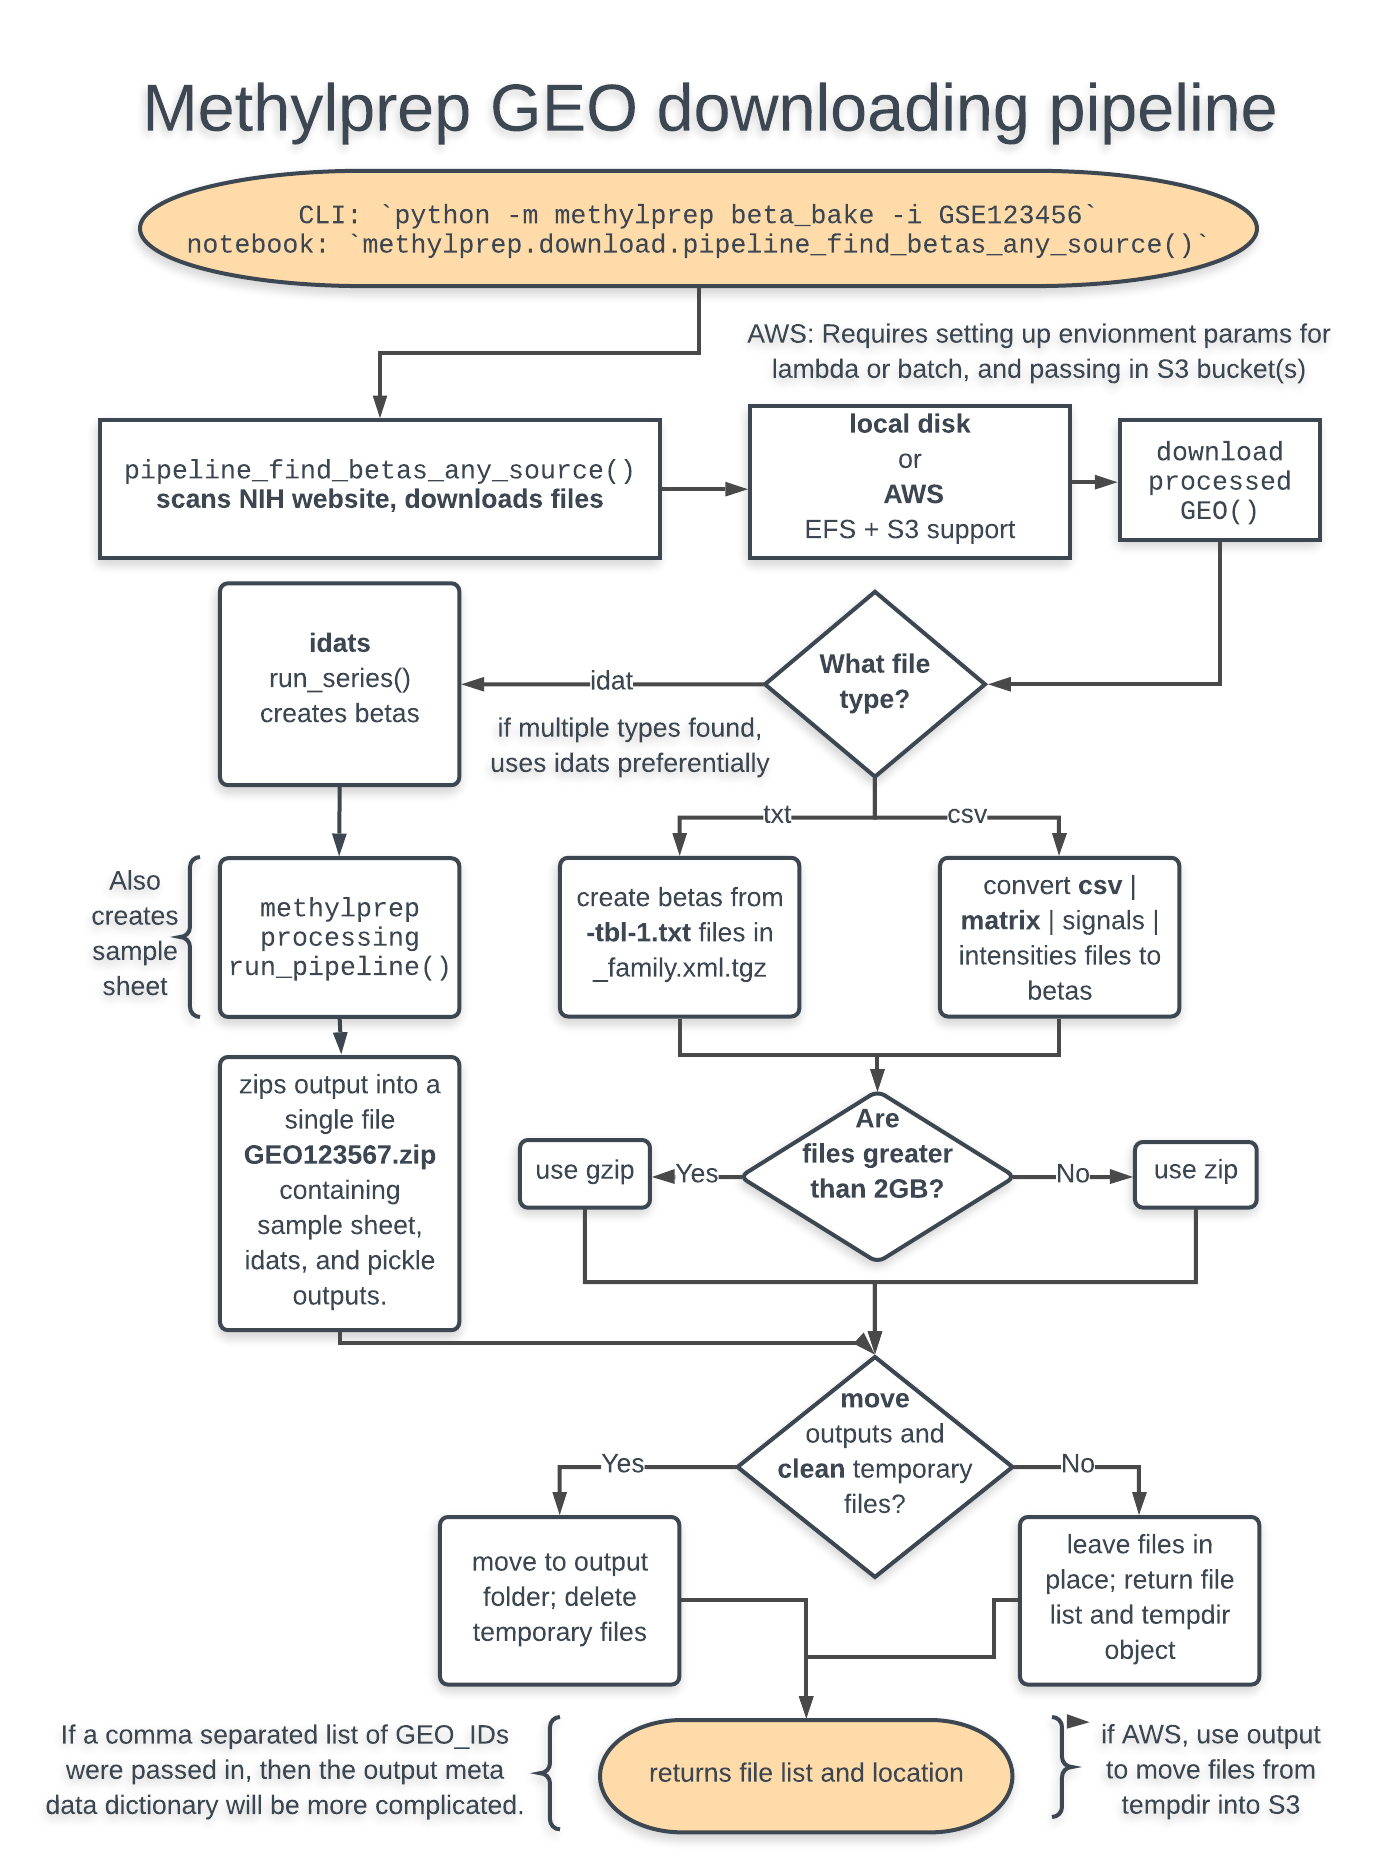 Methylprep GEO downloading pipeline
CLI: `python -m methylprep beta_bake -i GSE123456`
notebook: `methylprep.download.pipeline_find_betas_any_source()`
AWS: Requires setting up envionment params for
lambda or batch, and passing in S3 bucket(s)
pipeline_find_betas_any_source()
scans NIH website, downloads files
local disk
or
AWS
EFS + S3 support
download
processed
GEO()
idats
run_series()
creates betas
idat
What file
type?
if multiple types found,
uses idats preferentially
txt
csv
Also
creates
sample
sheet
methylprep
processing
run_pipeline()
create betas from
-tbl-1.txt files in
_family.xml.tgz
convert csv |
matrix | signals |
intensities files to
betas
zips output into a
single file
GEO123567.zip
containing
sample sheet,
idats, and pickle
outputs.
use gzip
Yes
Are
files greater
than 2GB?
No
use zip
move
outputs and
clean temporary
files?
Yes
No
move to output
folder; delete
temporary files
leave files in
place; return file
list and tempdir
object
If a comma separated list of GEO_IDs
were passed in, then the output meta
data dictionary will be more complicated.
returns file list and location
if AWS, use output
to move files from
tempdir into S3